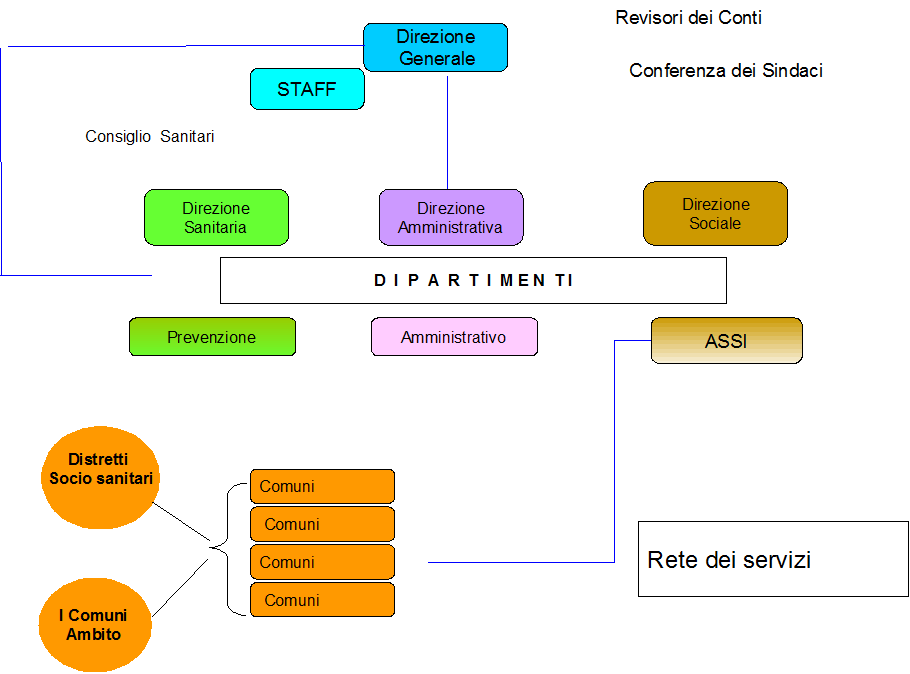 Revisori dei Conti
Direzione
Generale
Conferenza dei Sindaci
STAFF
Consiglio Sanitari
Direzione
Sanitaria
Direzione
Amministrativa
Direzione
Sociale
DIPARTIMENTI
Prevenzione
Amministrativo
ASSI
Distretti
Socio sanitari
Comuni
Comuni
Comuni
Comuni
Rete dei servizi
I Comuni
Ambito